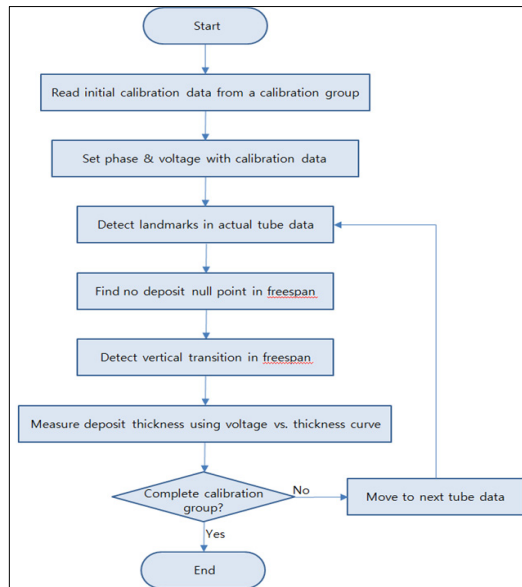 Start
Read initial calibration data from a calibration group
Set phase & voltage with calibration data
Detect landmarks in actual tube data
Find no deposit null point in freespan
Detect vertical transition in freespan
Measure deposit thickness using voltage vs. thickness curve
Complete calibration
group?
No
Move to next tube data
Yes
End